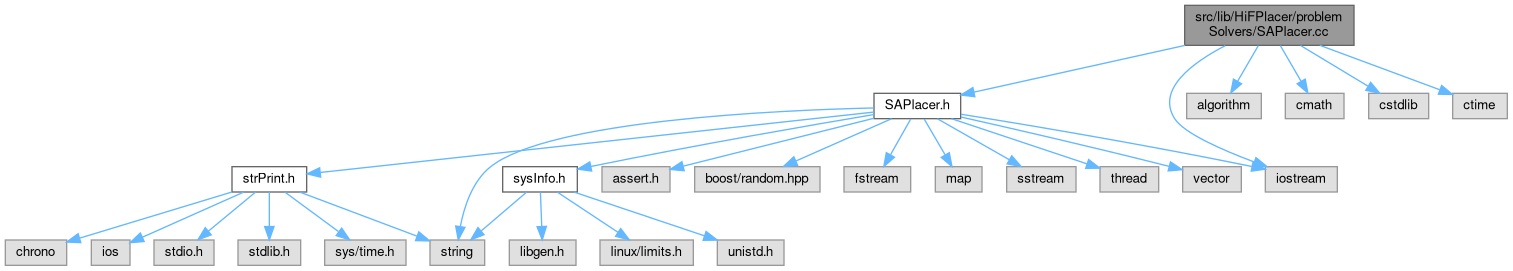 src/lib/HiFPlacer/problem
Solvers/SAPlacer.cc
SAPlacer.h
algorithm
cmath
cstdlib
ctime
strPrint.h
sysInfo.h
assert.h
boost/random.hpp
fstream
map
sstream
thread
vector
iostream
chrono
ios
stdio.h
stdlib.h
sys/time.h
string
libgen.h
linux/limits.h
unistd.h